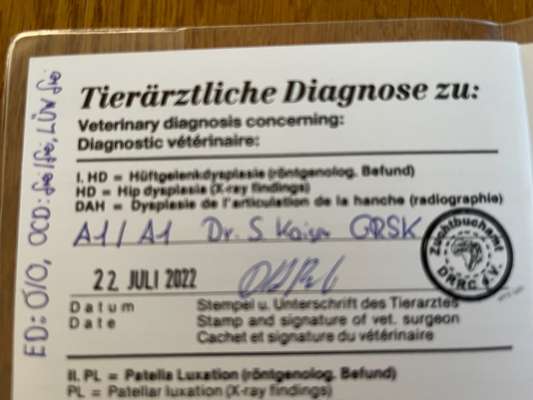 Tierärztliche Diagnose zu:
Veterinary diagnosis concerning:
Diagnostic vétérinaire:
I. HD = Hüftgelenkdysplasie (röntgenolog. Befund)
HD = Hip dysplasia (X-ray findings)
DAH = Dysplasie de l'articulation de la hanche (radiographie)
A1/A1 Dr. S. Kaiser GRSK
22. JULI 2022
Datum Stempel u. Unterschrift des Tierarztes
Date Stamp and signature of vet. surgeon
Cachet et signature du vétérinaire
II. PL = Patella Luxation (röntgenolog. Befund)
PL = Patellar luxation (X-ray findings)
ED: 0/0, OCD: frei/frei, LÜW frei
Zuchtbuchamt
DRRC e.V.